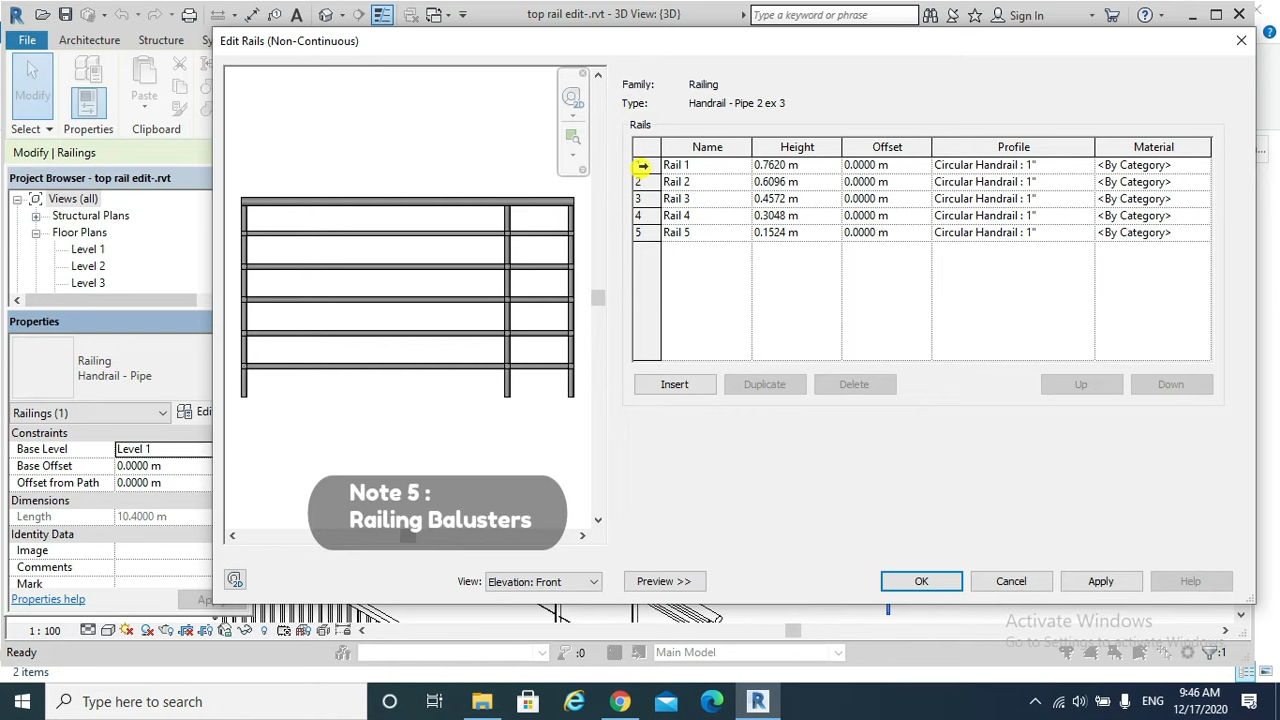 top rail edit-.rvt - 3D View: {3D}
Type a keyword or phrase
Sign In
File
Architecture
Structure
Sy
Edit Rails (Non-Continuous)
Modify
Paste
Select
Properties
Clipboard
Modify | Railings
Project Browser - top rail edit-.rvt
Views (all)
Structural Plans
Floor Plans
Level 1
Level 2
Level 3
Properties
Railing
Handrail - Pipe
Railings (1)
Edi
Constraints
Base Level
Level 1
Base Offset
0.0000 m
Offset from Path
0.0000 m
Dimensions
Length
10.4000 m
Identity Data
Image
Comments
Mark
Properties help
App
Family:
Railing
Type:
Handrail - Pipe 2 ex 3
Rails
Name Height Offset Profile Material
Rail 1 0.7620 m 0.0000 m Circular Handrail : 1" <By Category>
2 Rail 2 0.6096 m 0.0000 m Circular Handrail : 1" <By Category>
3 Rail 3 0.4572 m 0.0000 m Circular Handrail : 1" <By Category>
4 Rail 4 0.3048 m 0.0000 m Circular Handrail : 1" <By Category>
5 Rail 5 0.1524 m 0.0000 m Circular Handrail : 1" <By Category>
Insert
Duplicate
Delete
Up
Down
Note 5 :
Railing Balusters
View:
Elevation: Front
Preview >>
OK
Cancel
Apply
Help
Activate Windows
Go to Settings to activate Windows.
1 : 100
Ready
:0
Main Model
:1
2 items
Type here to search
ENG
9:46 AM
12/17/2020